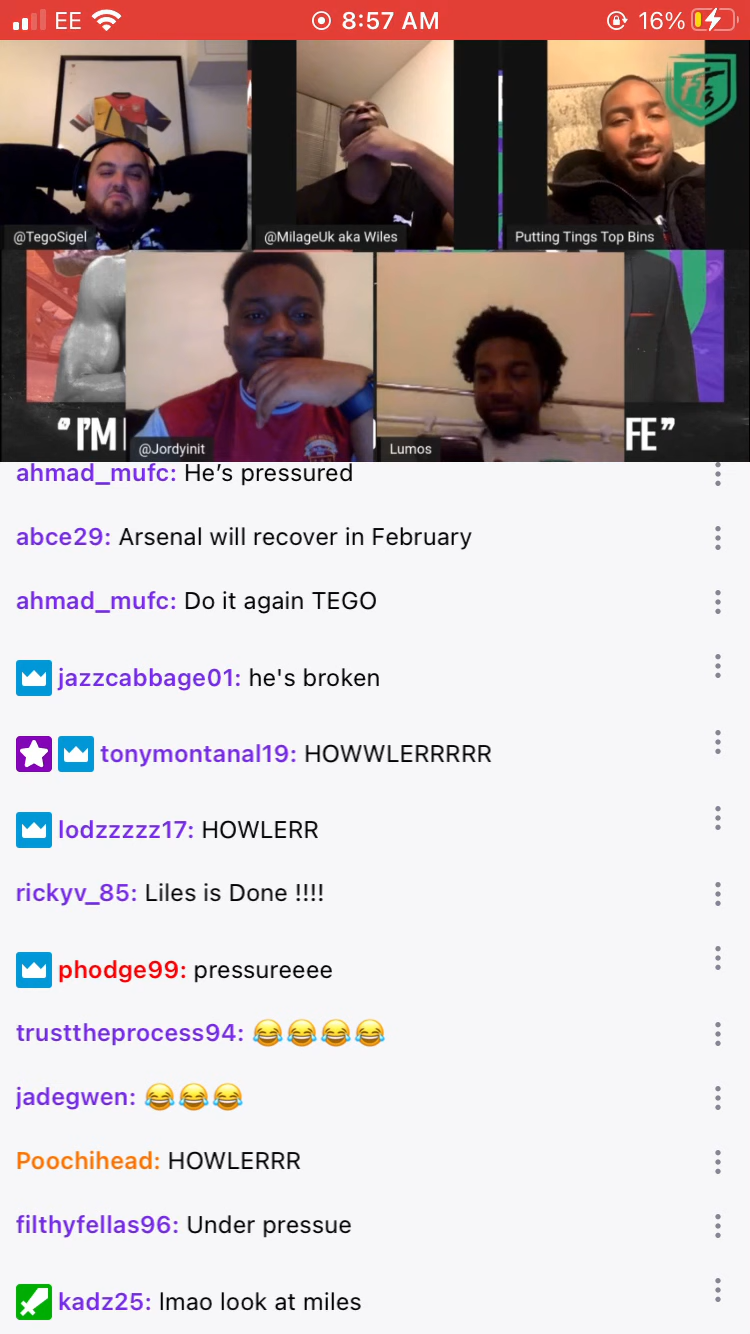 EE 8:57 AM 16%
FTs
@TegoSigel
@MilageUk aka Wiles
Putting Tings Top Bins
"I'M
FE"
@Jordyinit
Lumos
ahmad_mufc: He's pressured
abce29: Arsenal will recover in February
ahmad_mufc: Do it again TEGO
jazzcabbage01: he's broken
tonymontanal19: HOWWLERRRRR
lodzzzzz17: HOWLERR
rickyv_85: Liles is Done !!!!
phodge99: pressureeee
trusttheprocess94: 😂😂😂😂
jadegwen: 😂😂😂
Poochihead: HOWLERRR
filthyfellas96: Under pressue
kadz25: lmao look at miles